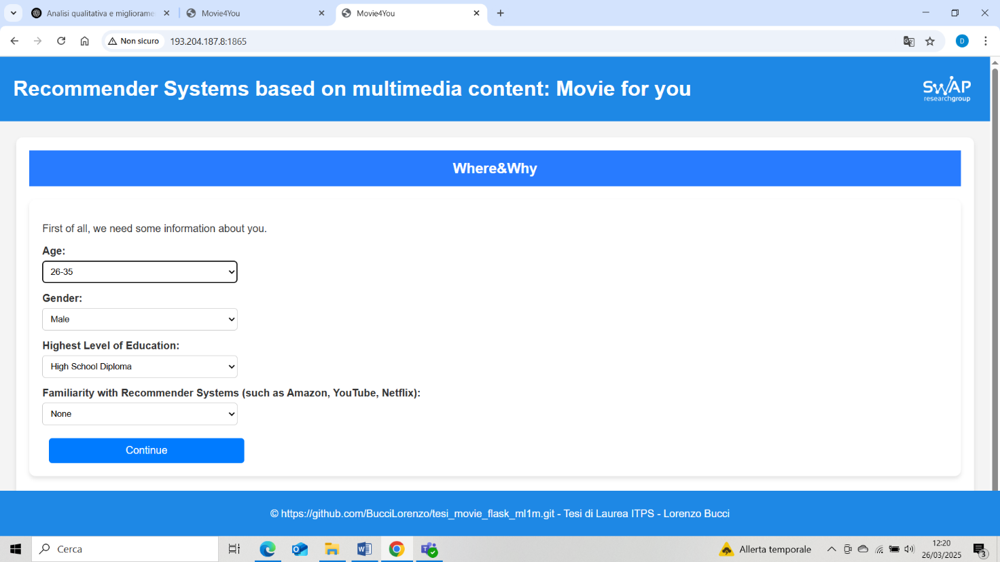 Analisi qualitativa e migliorame
Movie4You
Movie4You
Non sicuro
193.204.187.8:1865
D
Recommender Systems based on multimedia content: Movie for you
SWAP
researchgroup
Where&Why
First of all, we need some information about you.
Age:
26-35
Gender:
Male
Highest Level of Education:
High School Diploma
Familiarity with Recommender Systems (such as Amazon, YouTube, Netflix):
None
Continue
© https://github.com/BucciLorenzo/tesi_movie_flask_ml1m.git - Tesi di Laurea ITPS - Lorenzo Bucci
Cerca
Allerta temporale
12:20
26/03/2025
3